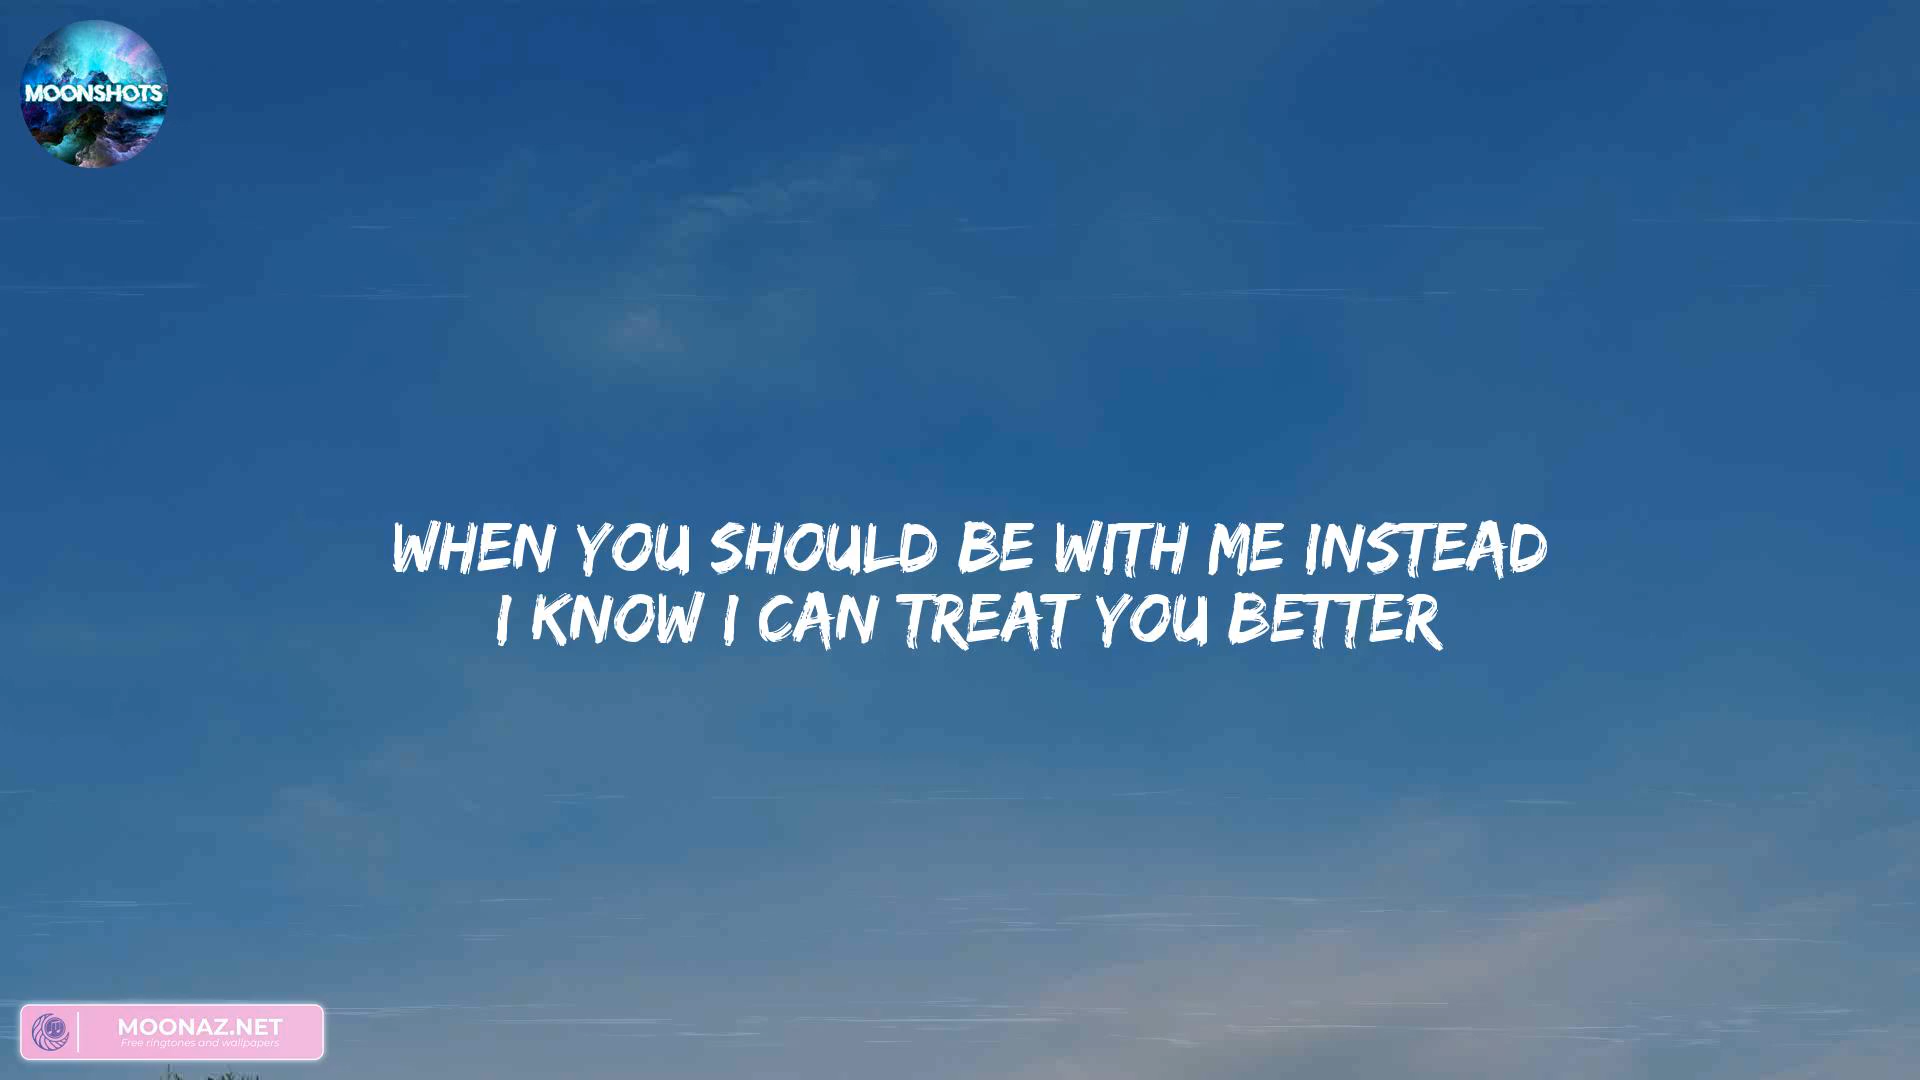 MOONSHOTS
WHEN YOU SHOULD BE WITH ME INSTEAD
I KNOW I CAN TREAT YOU BETTER
MOONAZ.NET
Free ringtones and wallpapers